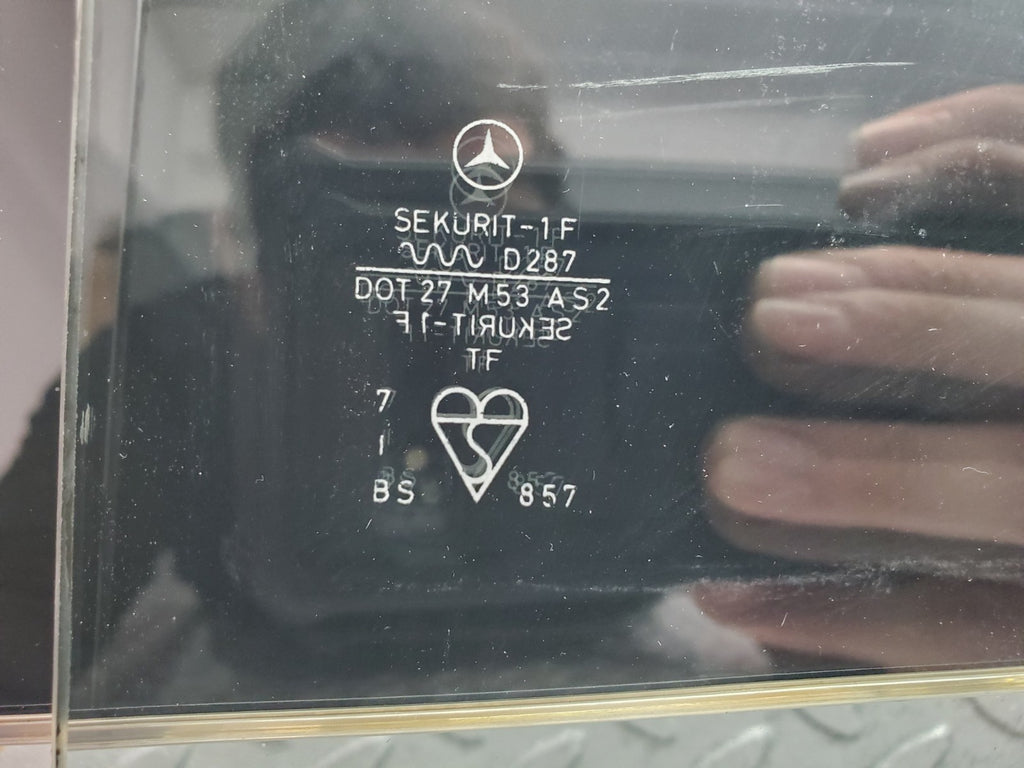 SEKURIT-1F
D287
DOT 27 M53 AS2
SEKURIT-1F
TF
7
1
BS 857